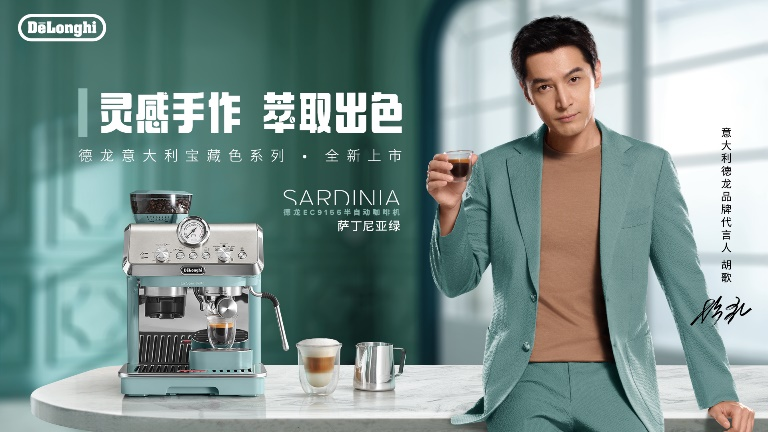 DeLonghi
灵感手作 萃取出色
德龙意大利宝藏色系列 · 全新上市
SARDINIA
德龙EC9156半自动咖啡机
萨丁尼亚绿
DeLonghi
意大利德龙品牌代言人 胡歌